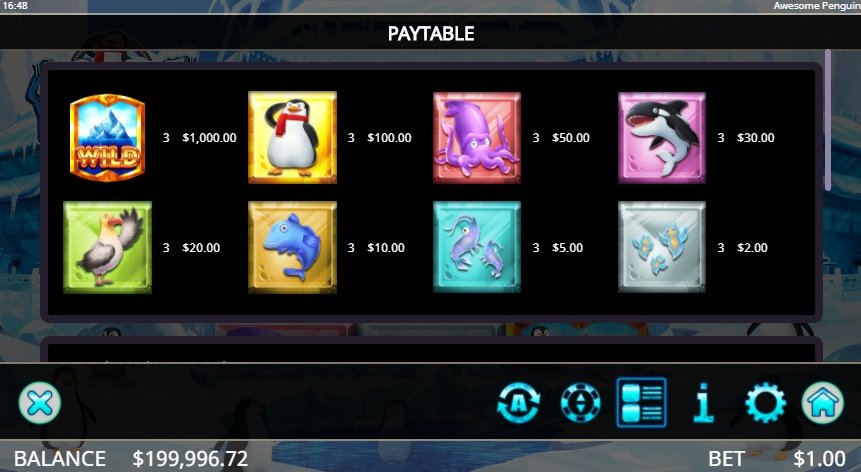 16:48
Awesome Penguin
PAYTABLE
WILD
3 $1,000.00
3 $100.00
3 $50.00
3 $30.00
3 $20.00
3 $10.00
3 $5.00
3 $2.00
A
BALANCE $199,996.72
BET $1.00